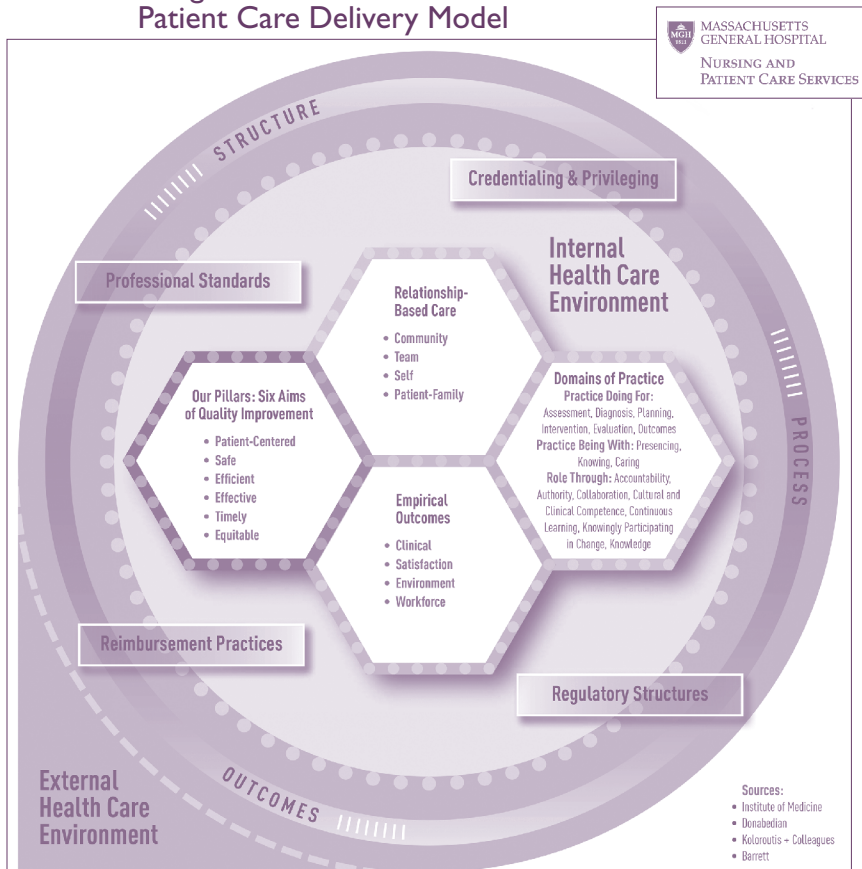 Patient Care Delivery Model
MGH
1811
MASSACHUSETTS
GENERAL HOSPITAL
NURSING AND
PATIENT CARE SERVICES
STRUCTURE
Credentialing & Privileging
Professional Standards
Internal
Health Care
Environment
Relationship-
Based Care
• Community
• Team
• Self
• Patient-Family
Our Pillars: Six Aims
of Quality Improvement
• Patient-Centered
• Safe
• Efficient
• Effective
• Timely
• Equitable
Domains of Practice
Practice Doing For:
Assessment, Diagnosis, Planning,
Intervention, Evaluation, Outcomes
Practice Being With: Presencing,
Knowing, Caring
Role Through: Accountability,
Authority, Collaboration, Cultural and
Clinical Competence, Continuous
Learning, Knowingly Participating
in Change, Knowledge
PROCESS
Empirical
Outcomes
• Clinical
• Satisfaction
• Environment
• Workforce
Reimbursement Practices
Regulatory Structures
External
Health Care
Environment
OUTCOMES
Sources:
• Institute of Medicine
• Donabedian
• Koloroutis + Colleagues
• Barrett